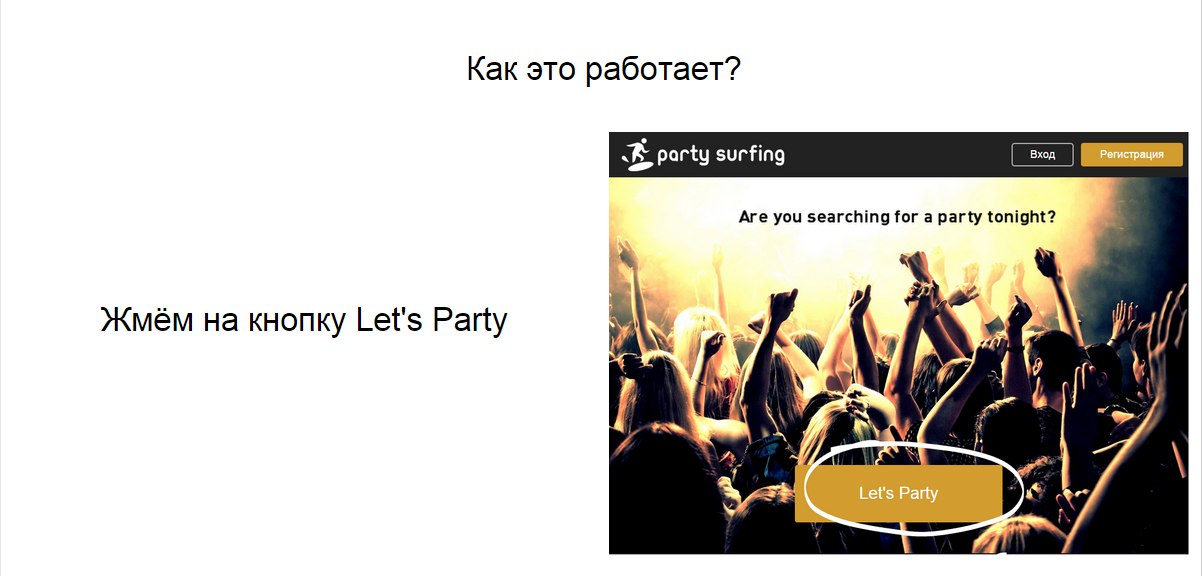 Как это работает?
Жмём на кнопку Let's Party
party surfing
Вход
Регистрация
Are you searching for a party tonight?
Let's Party